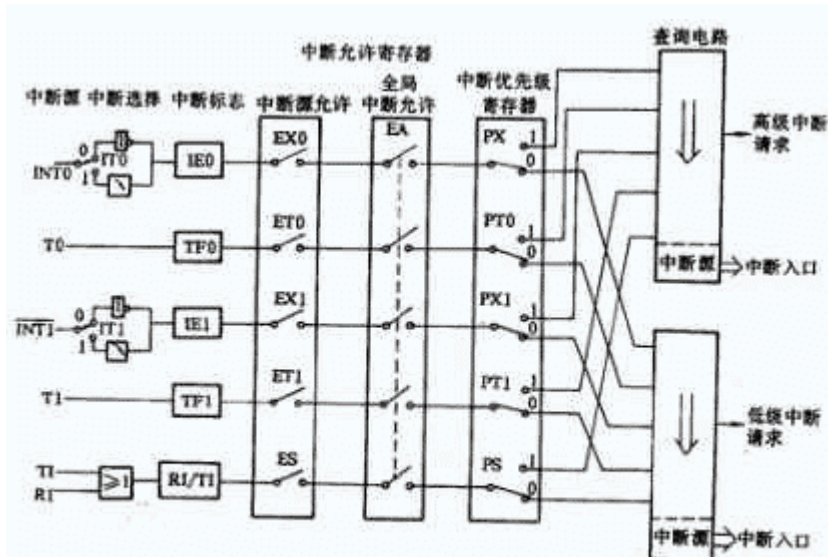 查询电路
中断允许寄存器
中断源 中断选择 中断标志 中断源允许 全局
中断允许 中断优先级
寄存器
EX0 EA PX 1 0
INT0 0 1 IT0 IE0
高级中断
请求
ET0 PT0 1 0
T0 TF0
中断源 中断入口
EX1 PX1 1 0
INT1 0 1 IT1 IE1
ET1 PT1 1 0
T1 TF1
低级中断
请求
ES PS 1 0
TI
RI ≥1 RI/TI
中断源 中断入口